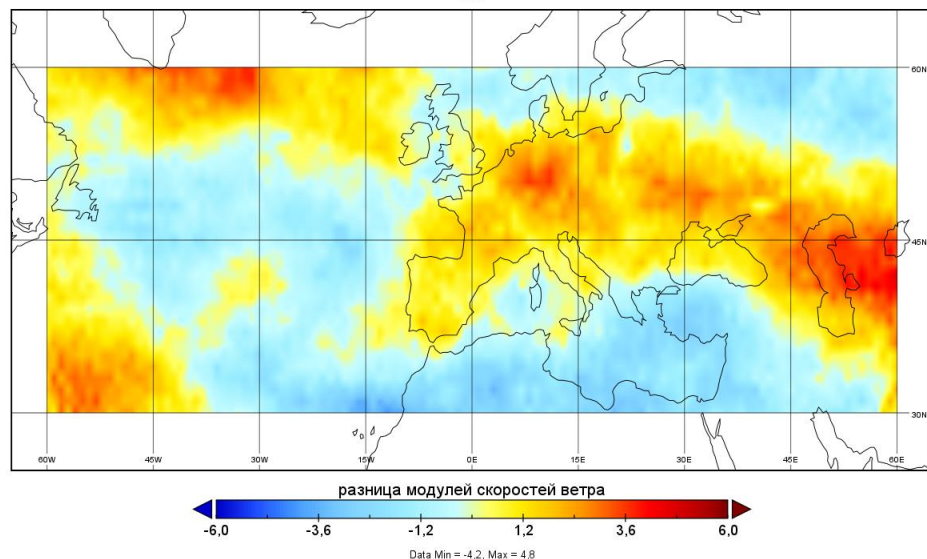 60N
45N
30N
60W 45W 30W 15W 0E 15E 30E 45E 60E
разница модулей скоростей ветра
-6,0 -3,6 -1,2 1,2 3,6 6,0
Data Min = -4,2, Max = 4,8